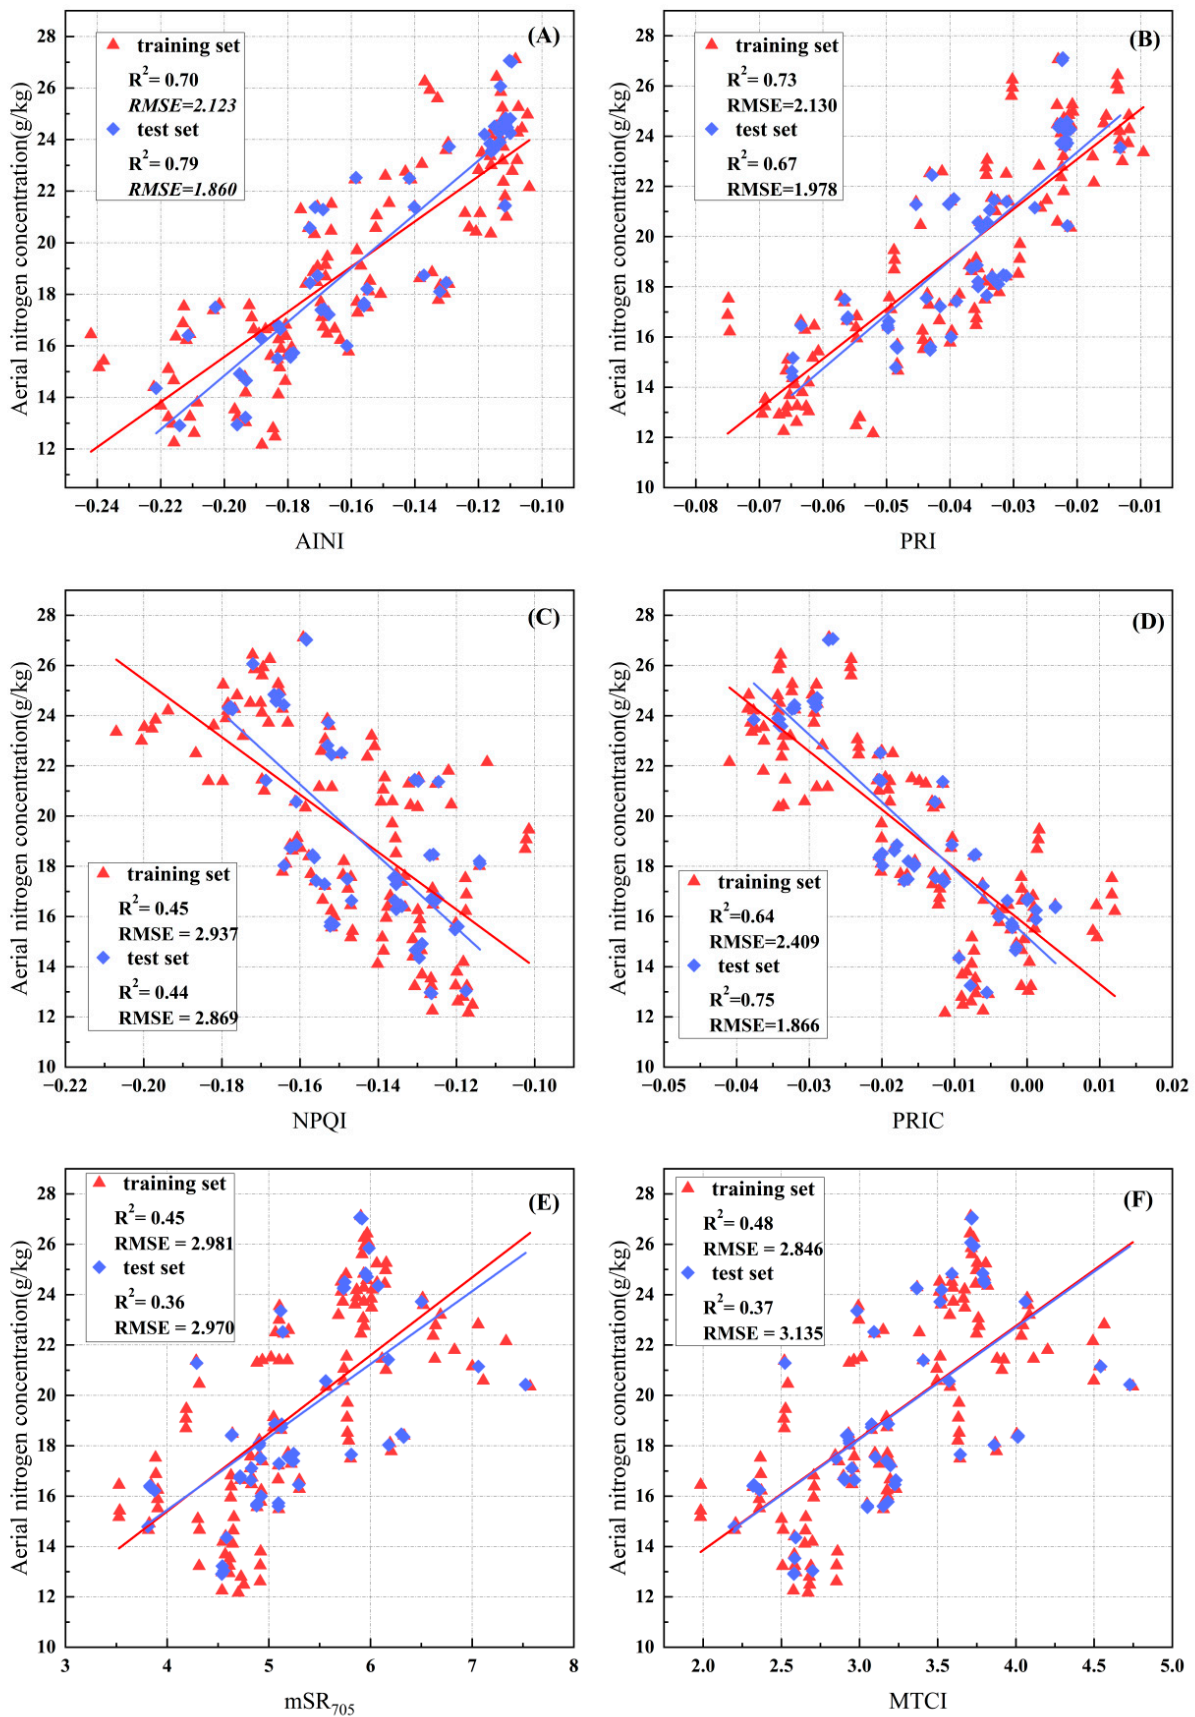 (A)
training set
R²= 0.70
RMSE=2.123
test set
R²= 0.79
RMSE=1.860
Aerial nitrogen concentration(g/kg)
28
26
24
22
20
18
16
14
12
−0.24 −0.22 −0.20 −0.18 −0.16 −0.14 −0.12 −0.10
AINI
(B)
training set
R²= 0.73
RMSE=2.130
test set
R²= 0.67
RMSE=1.978
Aerial nitrogen concentration(g/kg)
28
26
24
22
20
18
16
14
12
10
−0.08 −0.07 −0.06 −0.05 −0.04 −0.03 −0.02 −0.01
PRI
(C)
training set
R²= 0.45
RMSE = 2.937
test set
R²= 0.44
RMSE = 2.869
Aerial nitrogen concentration(g/kg)
28
26
24
22
20
18
16
14
12
10
−0.22 −0.20 −0.18 −0.16 −0.14 −0.12 −0.10
NPQI
(D)
training set
R²=0.64
RMSE=2.409
test set
R²=0.75
RMSE=1.866
Aerial nitrogen concentration(g/kg)
28
26
24
22
20
18
16
14
12
10
−0.05 −0.04 −0.03 −0.02 −0.01 0.00 0.01 0.02
PRIC
(E)
training set
R²= 0.45
RMSE = 2.981
test set
R²= 0.36
RMSE = 2.970
Aerial nitrogen concentration(g/kg)
28
26
24
22
20
18
16
14
12
10
3 4 5 6 7 8
mSR₇₀₅
(F)
training set
R²= 0.48
RMSE = 2.846
test set
R²= 0.37
RMSE = 3.135
Aerial nitrogen concentration(g/kg)
28
26
24
22
20
18
16
14
12
10
2.0 2.5 3.0 3.5 4.0 4.5 5.0
MTCI